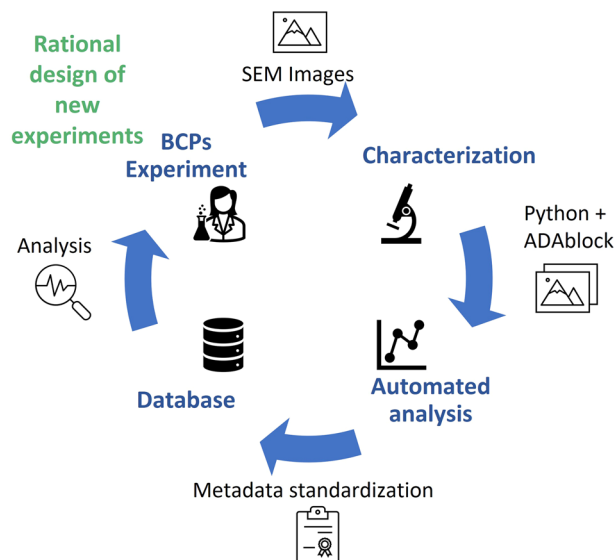 Rational
design of
new
experiments
SEM Images
BCPs
Experiment
Characterization
Python +
ADAblock
Analysis
Database
Automated
analysis
Metadata standardization